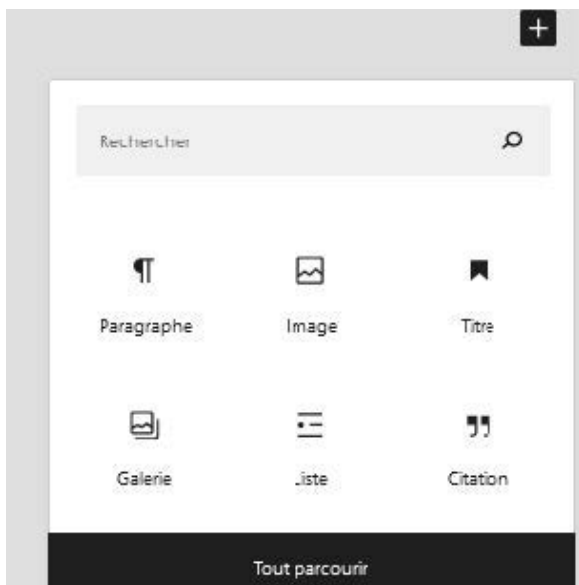 Rechercher
Paragraphe Image Titre
Galerie Liste Citation
Tout parcourir